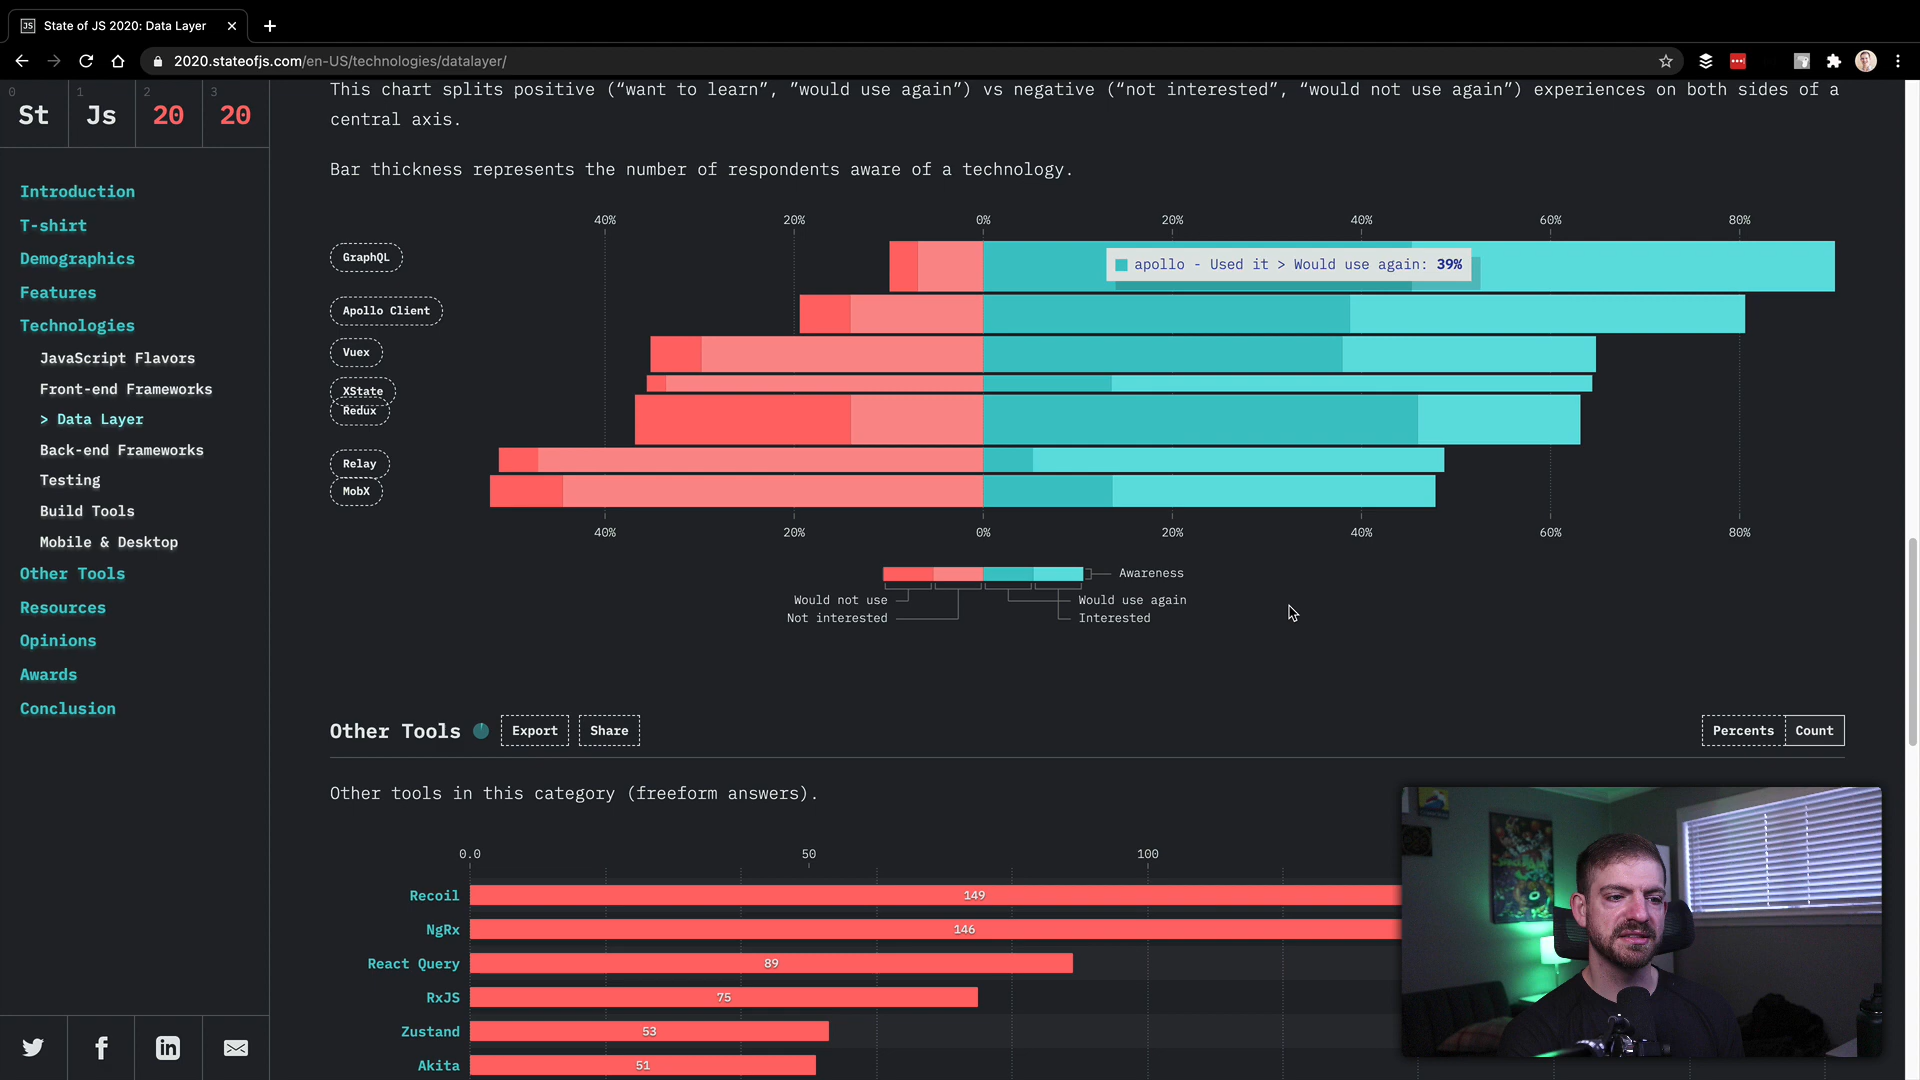 State of JS 2020: Data Layer
2020.stateofjs.com/en-US/technologies/datalayer/
0 1 2 3
St Js 20 20
Introduction
T-shirt
Demographics
Features
Technologies
JavaScript Flavors
Front-end Frameworks
> Data Layer
Back-end Frameworks
Testing
Build Tools
Mobile & Desktop
Other Tools
Resources
Opinions
Awards
Conclusion
This chart splits positive (“want to learn”, ”would use again”) vs negative (“not interested”, “would not use again”) experiences on both sides of a
central axis.
Bar thickness represents the number of respondents aware of a technology.
40% 20% 0% 20% 40% 60% 80%
GraphQL
apollo - Used it > Would use again: 39%
Apollo Client
Vuex
XState
Redux
Relay
MobX
40% 20% 0% 20% 40% 60% 80%
Awareness
Would not use Would use again
Not interested Interested
Other Tools Export Share Percents Count
Other tools in this category (freeform answers).
0.0 50 100
Recoil 149
NgRx 146
React Query 89
RxJS 75
Zustand 53
Akita 51